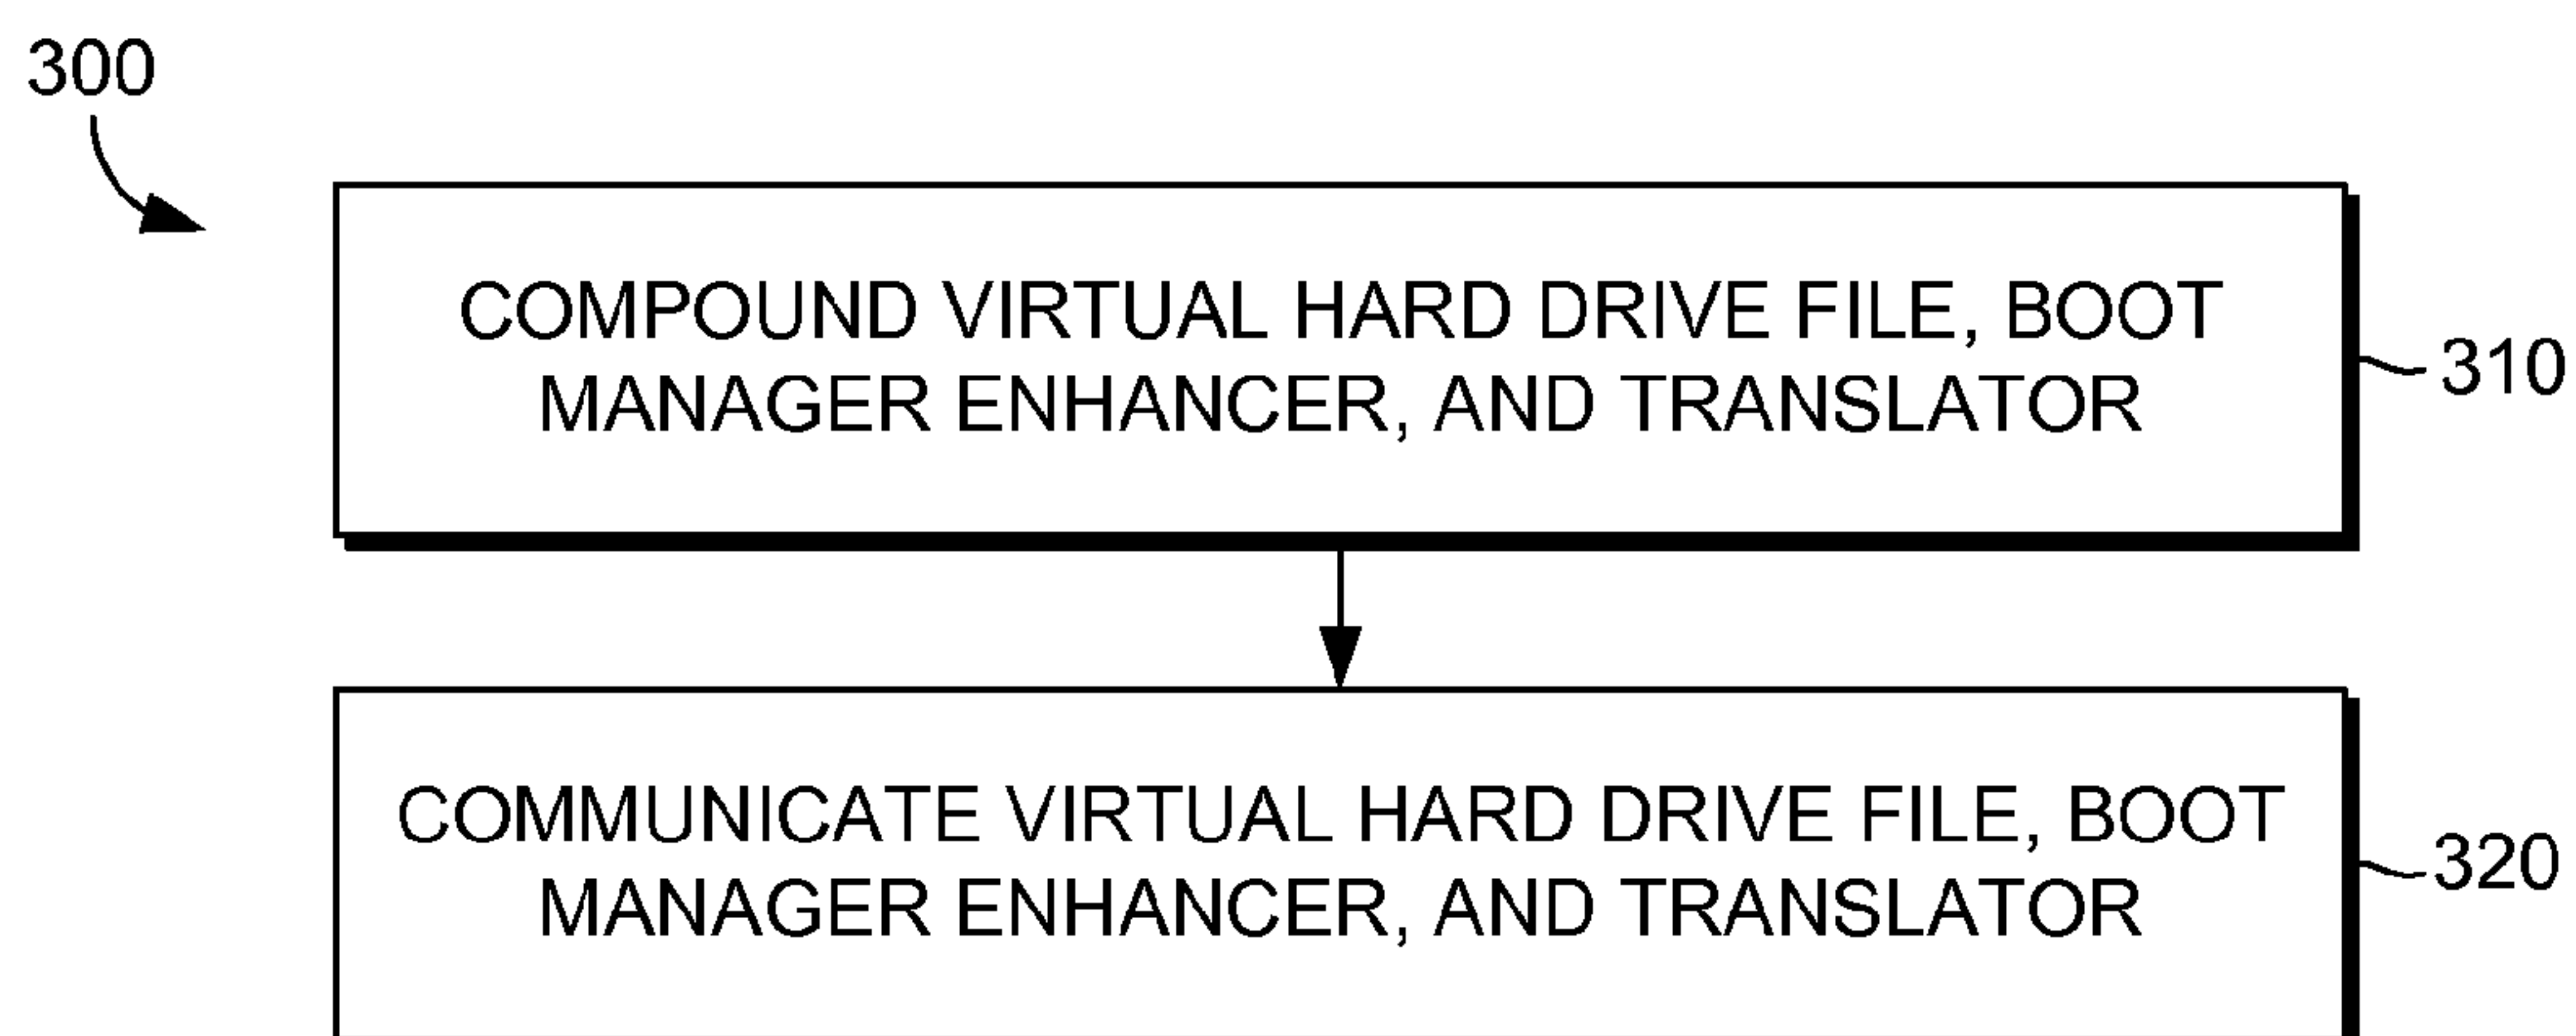 300
COMPOUND VIRTUAL HARD DRIVE FILE, BOOT
MANAGER ENHANCER, AND TRANSLATOR
310
COMMUNICATE VIRTUAL HARD DRIVE FILE, BOOT
MANAGER ENHANCER, AND TRANSLATOR
320